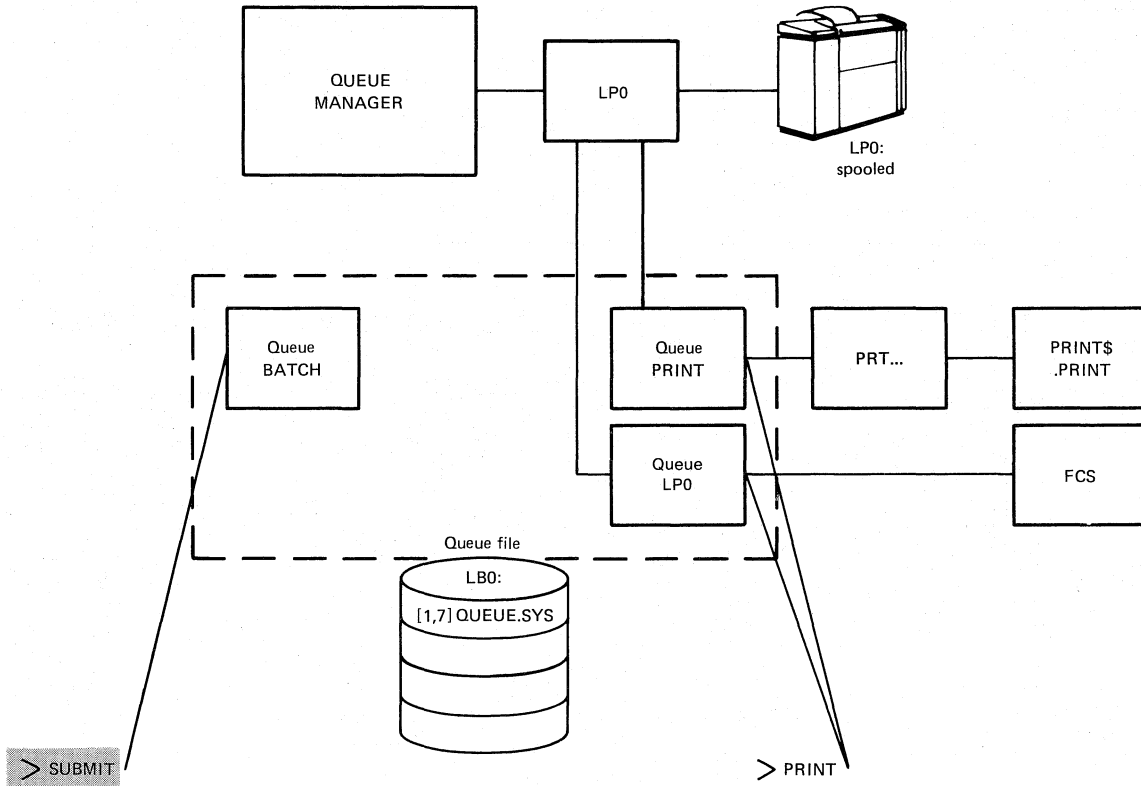 QUEUE
MANAGER
LP0
LP0:
spooled
Queue
BATCH
Queue
PRINT
PRT...
PRINT$
.PRINT
Queue
LP0
FCS
Queue file
LB0:
[1,7] QUEUE.SYS
> SUBMIT
> PRINT